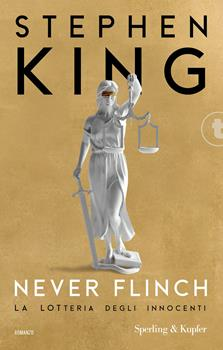 STEPHEN
KING
t
NEVER FLINCH
LA LOTTERIA DEGLI INNOCENTI
ROMANZO
Sperling & Kupfer